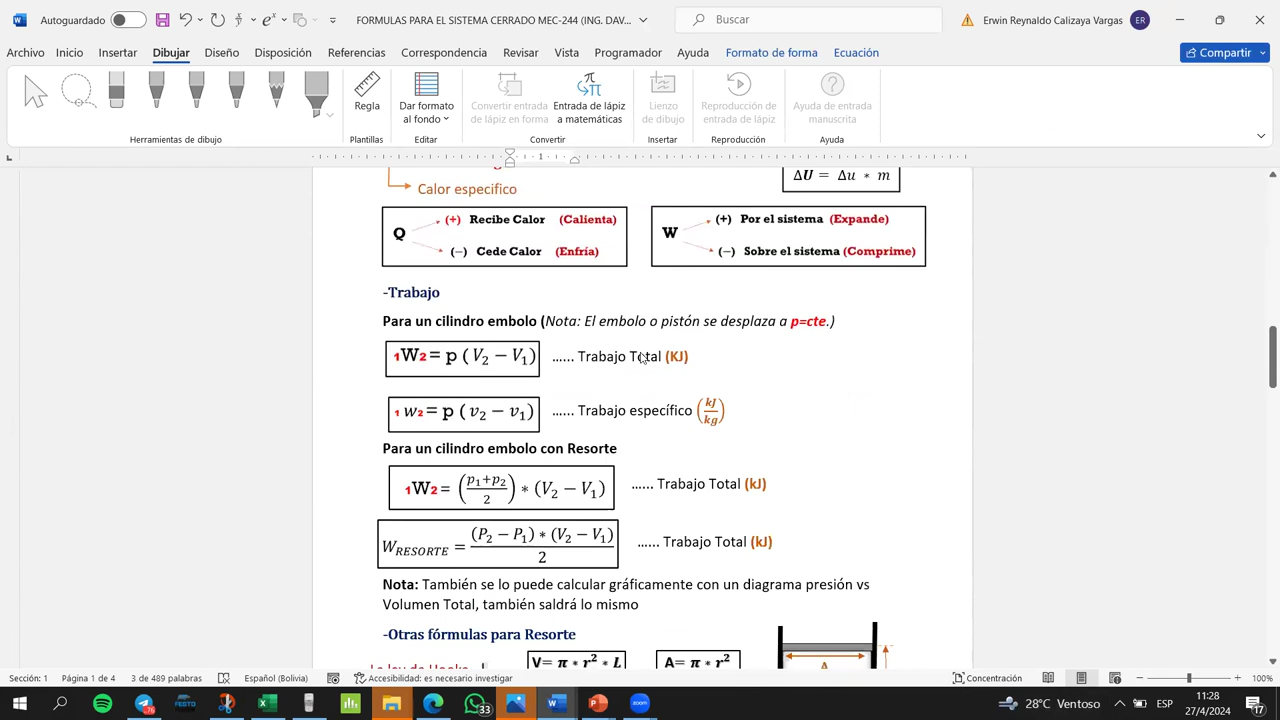 Autoguardado
FORMULAS PARA EL SISTEMA CERRADO MEC-244 (ING. DAV...
Buscar
Erwin Reynaldo Calizaya Vargas
ER
Archivo Inicio Insertar Dibujar Diseño Disposición Referencias Correspondencia Revisar Vista Programador Ayuda Formato de forma Ecuación
Compartir
Regla
Dar formato al fondo
Convertir entrada de lápiz en forma
Entrada de lápiz a matemáticas
Lienzo de dibujo
Reproducción de entrada de lápiz
Ayuda de entrada manuscrita
Herramientas de dibujo Plantillas Editar Convertir Insertar Reproducción Ayuda
1
ΔU = Δu * m
Calor especifico
Q (+) Recibe Calor (Calienta)
(−) Cede Calor (Enfría)
W (+) Por el sistema (Expande)
(−) Sobre el sistema (Comprime)
-Trabajo
Para un cilindro embolo (Nota: El embolo o pistón se desplaza a p=cte.)
₁W₂ = p (V₂ − V₁) ...... Trabajo Total (KJ)
₁w₂ = p (v₂ − v₁) ...... Trabajo específico (kJ/kg)
Para un cilindro embolo con Resorte
₁W₂ = ((p₁+p₂)/2) * (V₂ − V₁) ...... Trabajo Total (kJ)
W_RESORTE = ((P₂ − P₁) * (V₂ − V₁))/2 ...... Trabajo Total (kJ)
Nota: También se lo puede calcular gráficamente con un diagrama presión vs
Volumen Total, también saldrá lo mismo
-Otras fórmulas para Resorte
V= π * r² * L
A= π * r²
A
Sección: 1 Página 1 de 4 3 de 489 palabras Español (Bolivia) Accesibilidad: es necesario investigar
Concentración
100%
76
FESTO
33
zoom
28°C Ventoso
ESP
11:28
27/4/2024
17